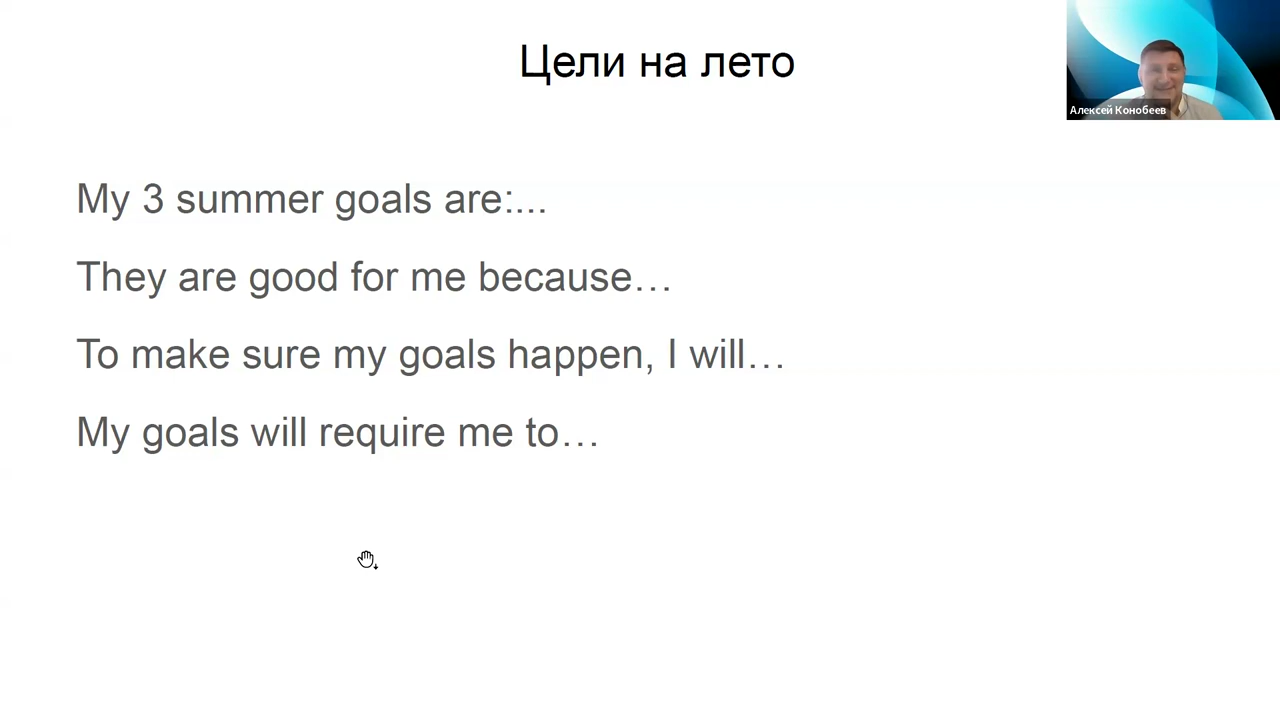 Цели на лето
Алексей Конобеев
My 3 summer goals are:...
They are good for me because…
To make sure my goals happen, I will…
My goals will require me to…